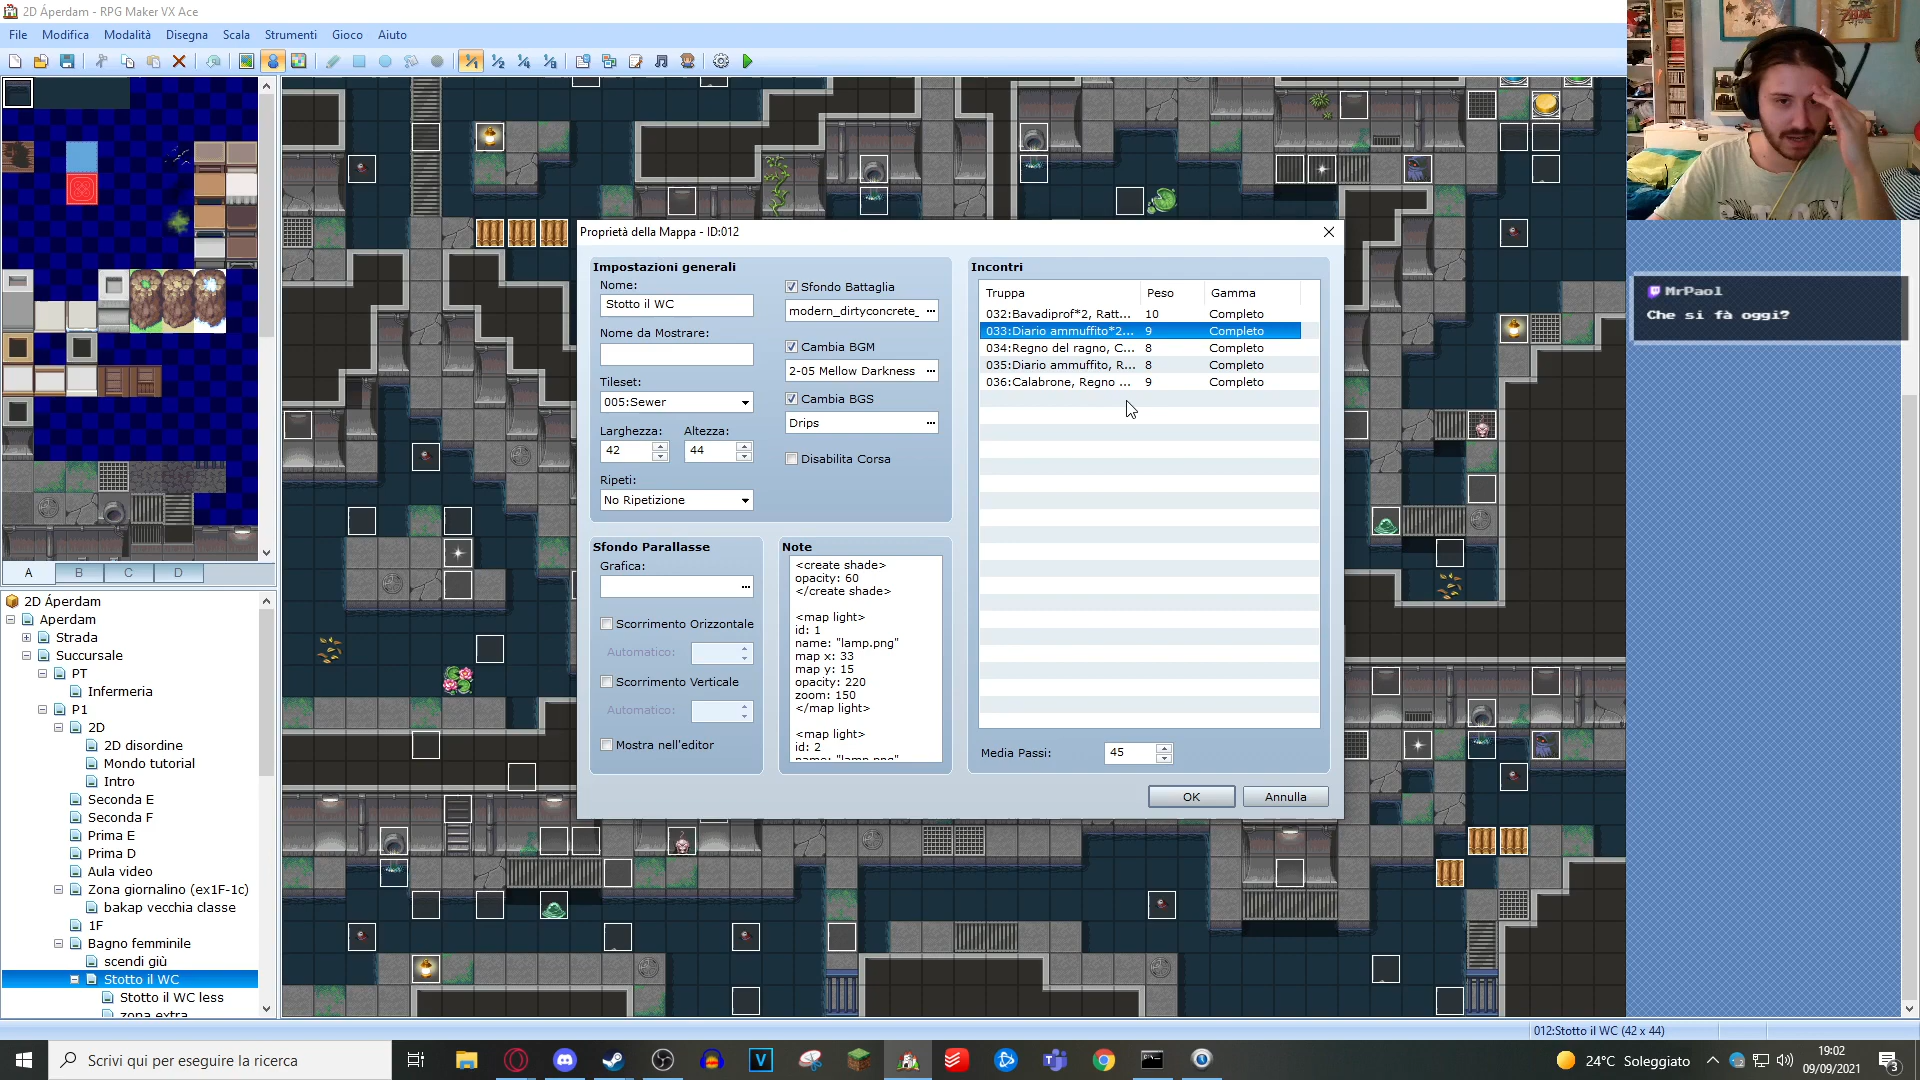 2D Áperdam - RPG Maker VX Ace
File Modifica Modalità Disegna Scala Strumenti Gioco Aiuto
A B C D
2D Áperdam
Aperdam
Strada
Succursale
PT
Infermeria
P1
2D
2D disordine
Mondo tutorial
Intro
Seconda E
Seconda F
Prima E
Prima D
Aula video
Zona giornalino (ex1F-1c)
bakap vecchia classe
1F
Bagno femminile
scendi giù
Stotto il WC
Stotto il WC less
zona extra
Proprietà della Mappa - ID:012
Impostazioni generali
Nome:
Stotto il WC
Nome da Mostrare:
Tileset:
005:Sewer
Larghezza: Altezza:
42 44
Ripeti:
No Ripetizione
Sfondo Battaglia
modern_dirtyconcrete_ ...
Cambia BGM
2-05 Mellow Darkness ...
Cambia BGS
Drips ...
Disabilita Corsa
Sfondo Parallasse
Grafica:
...
Scorrimento Orizzontale
Automatico:
Scorrimento Verticale
Automatico:
Mostra nell'editor
Note
<create shade>
opacity: 60
</create shade>
<map light>
id: 1
name: "lamp.png"
map x: 33
map y: 15
opacity: 220
zoom: 150
</map light>
<map light>
id: 2
name: "lamp.png"
Incontri
Truppa Peso Gamma
032:Bavadiprof*2, Ratt... 10 Completo
033:Diario ammuffito*2... 9 Completo
034:Regno del ragno, C... 8 Completo
035:Diario ammuffito, R... 8 Completo
036:Calabrone, Regno ... 9 Completo
Media Passi: 45
OK Annulla
MrPaol
Che si fà oggi?
012:Stotto il WC (42 x 44)
Scrivi qui per eseguire la ricerca
24°C Soleggiato
19:02
09/09/2021
3